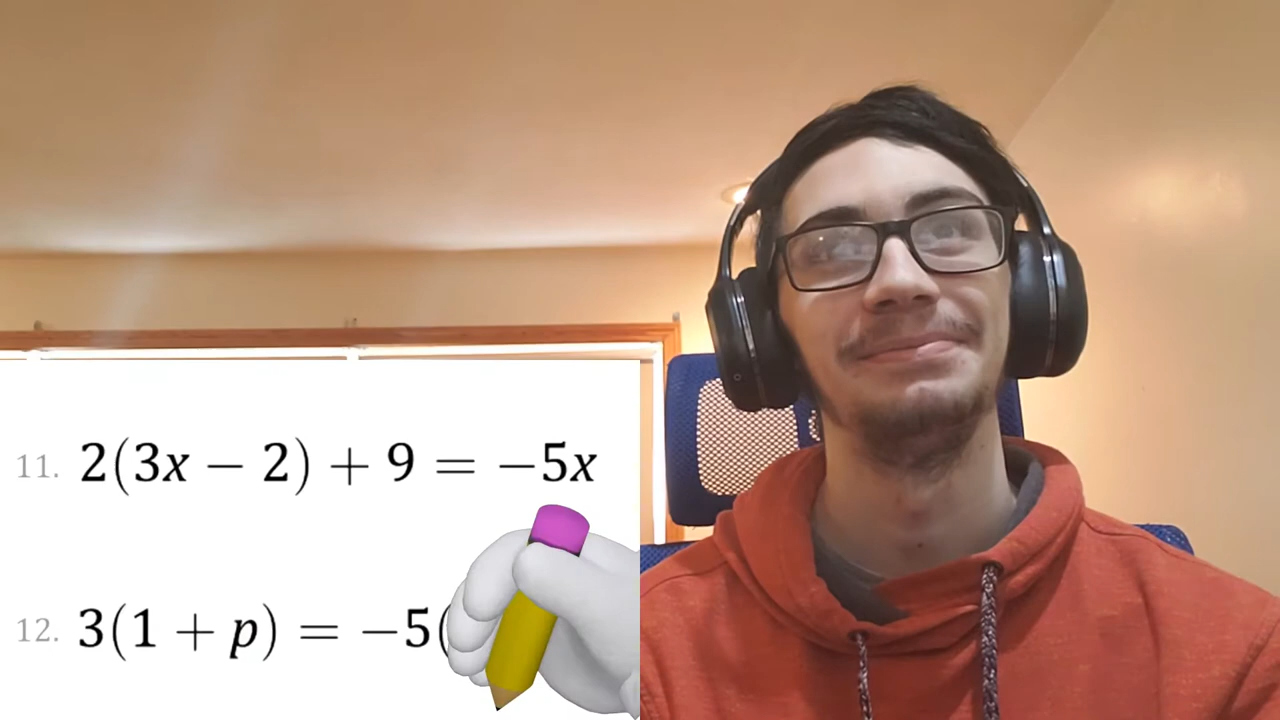 11. 2(3x − 2) + 9 = −5x
12. 3(1 + p) = −5(